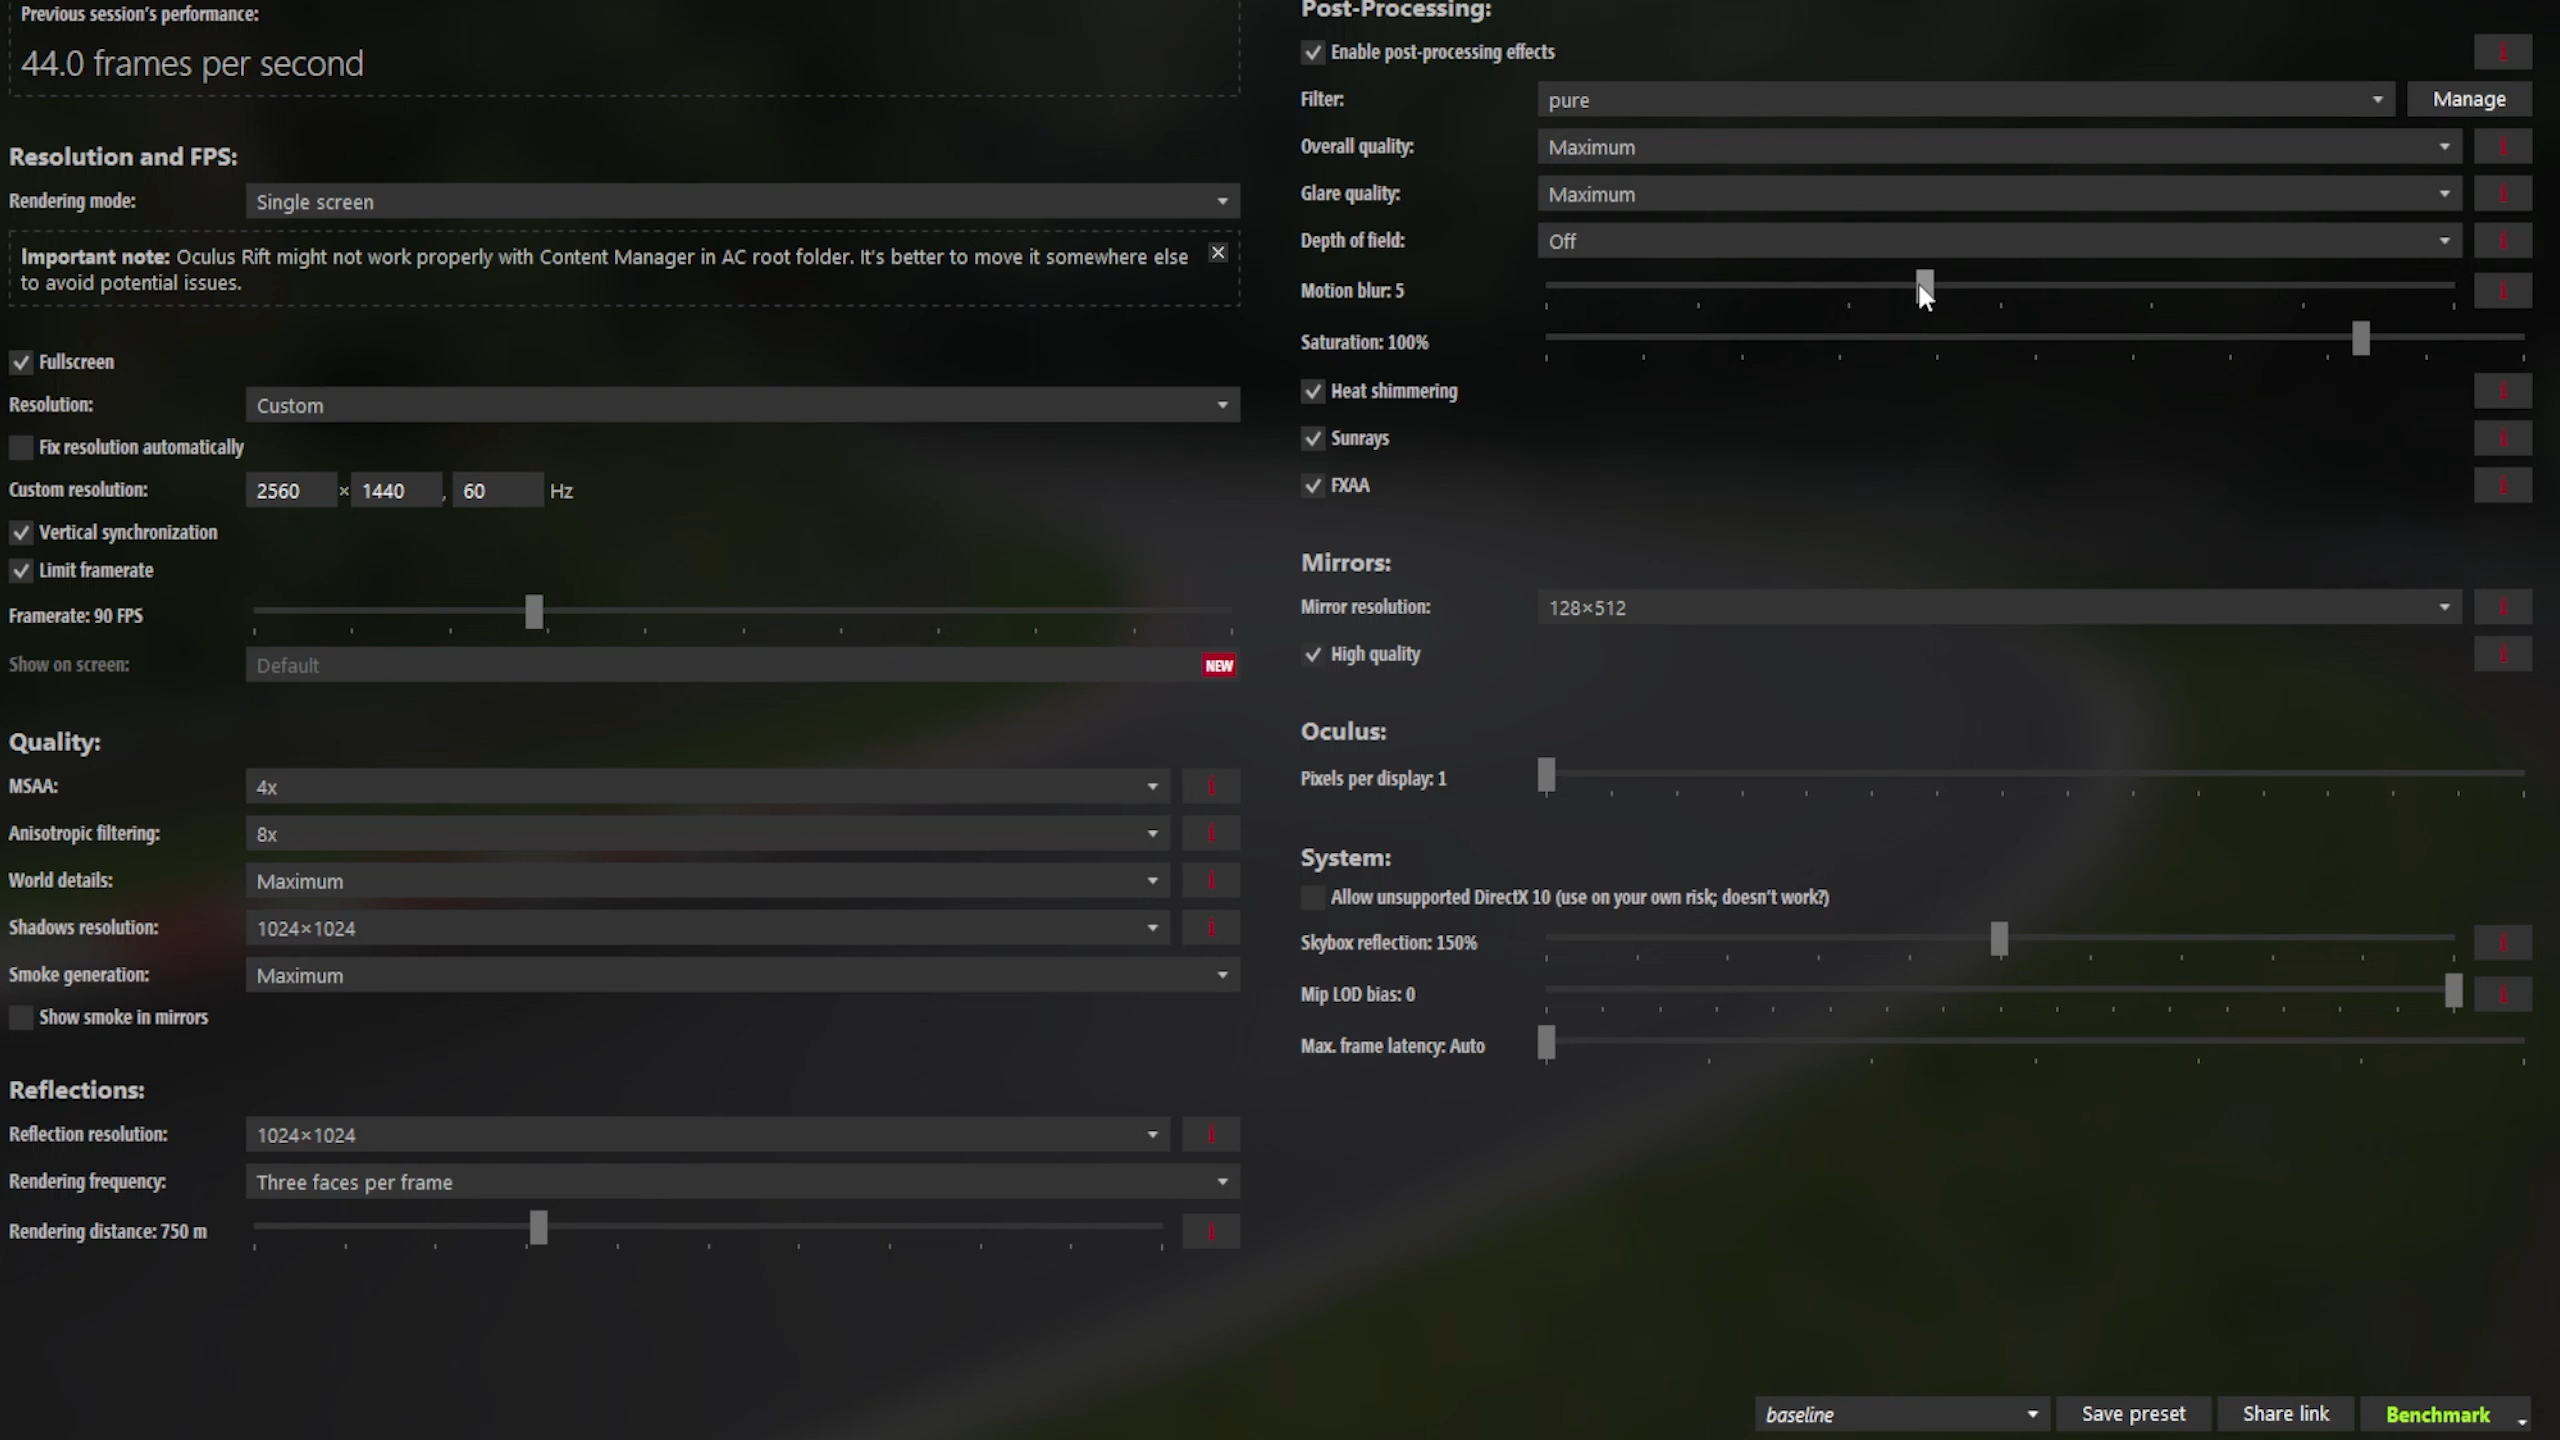 Previous session's performance:
44.0 frames per second
Resolution and FPS:
Rendering mode:
Single screen
Important note: Oculus Rift might not work properly with Content Manager in AC root folder. It's better to move it somewhere else
to avoid potential issues.
Fullscreen
Resolution:
Custom
Fix resolution automatically
Custom resolution:
2560 × 1440 , 60 Hz
Vertical synchronization
Limit framerate
Framerate: 90 FPS
Show on screen:
Default
NEW
Quality:
MSAA:
4x
Anisotropic filtering:
8x
World details:
Maximum
Shadows resolution:
1024×1024
Smoke generation:
Maximum
Show smoke in mirrors
Reflections:
Reflection resolution:
1024×1024
Rendering frequency:
Three faces per frame
Rendering distance: 750 m
Post-Processing:
Enable post-processing effects
Filter:
pure
Manage
Overall quality:
Maximum
Glare quality:
Maximum
Depth of field:
Off
Motion blur: 5
Saturation: 100%
Heat shimmering
Sunrays
FXAA
Mirrors:
Mirror resolution:
128×512
High quality
Oculus:
Pixels per display: 1
System:
Allow unsupported DirectX 10 (use on your own risk; doesn't work?)
Skybox reflection: 150%
Mip LOD bias: 0
Max. frame latency: Auto
baseline
Save preset
Share link
Benchmark